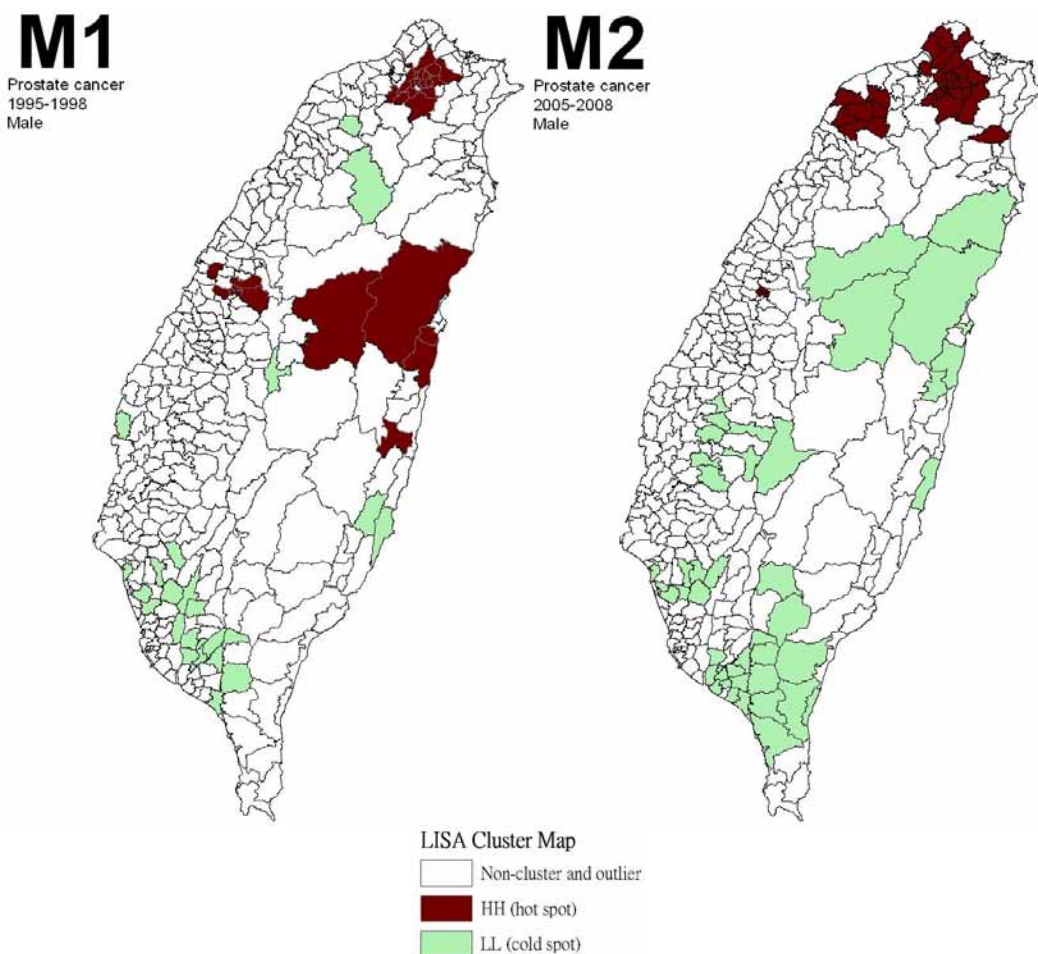 M1
Prostate cancer
1995-1998
Male
M2
Prostate cancer
2005-2008
Male
LISA Cluster Map
Non-cluster and outlier
HH (hot spot)
LL (cold spot)